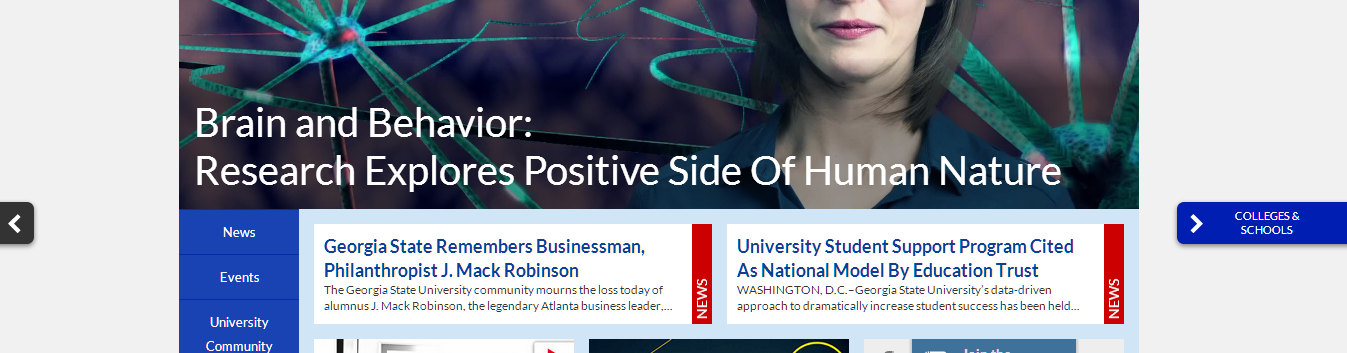 Brain and Behavior:
Research Explores Positive Side Of Human Nature
COLLEGES &
SCHOOLS
News
Events
University
Community
Georgia State Remembers Businessman,
Philanthropist J. Mack Robinson
The Georgia State University community mourns the loss today of
alumnus J. Mack Robinson, the legendary Atlanta business leader,...
NEWS
University Student Support Program Cited
As National Model By Education Trust
WASHINGTON, D.C.–Georgia State University's data-driven
approach to dramatically increase student success has been held...
NEWS
Join the